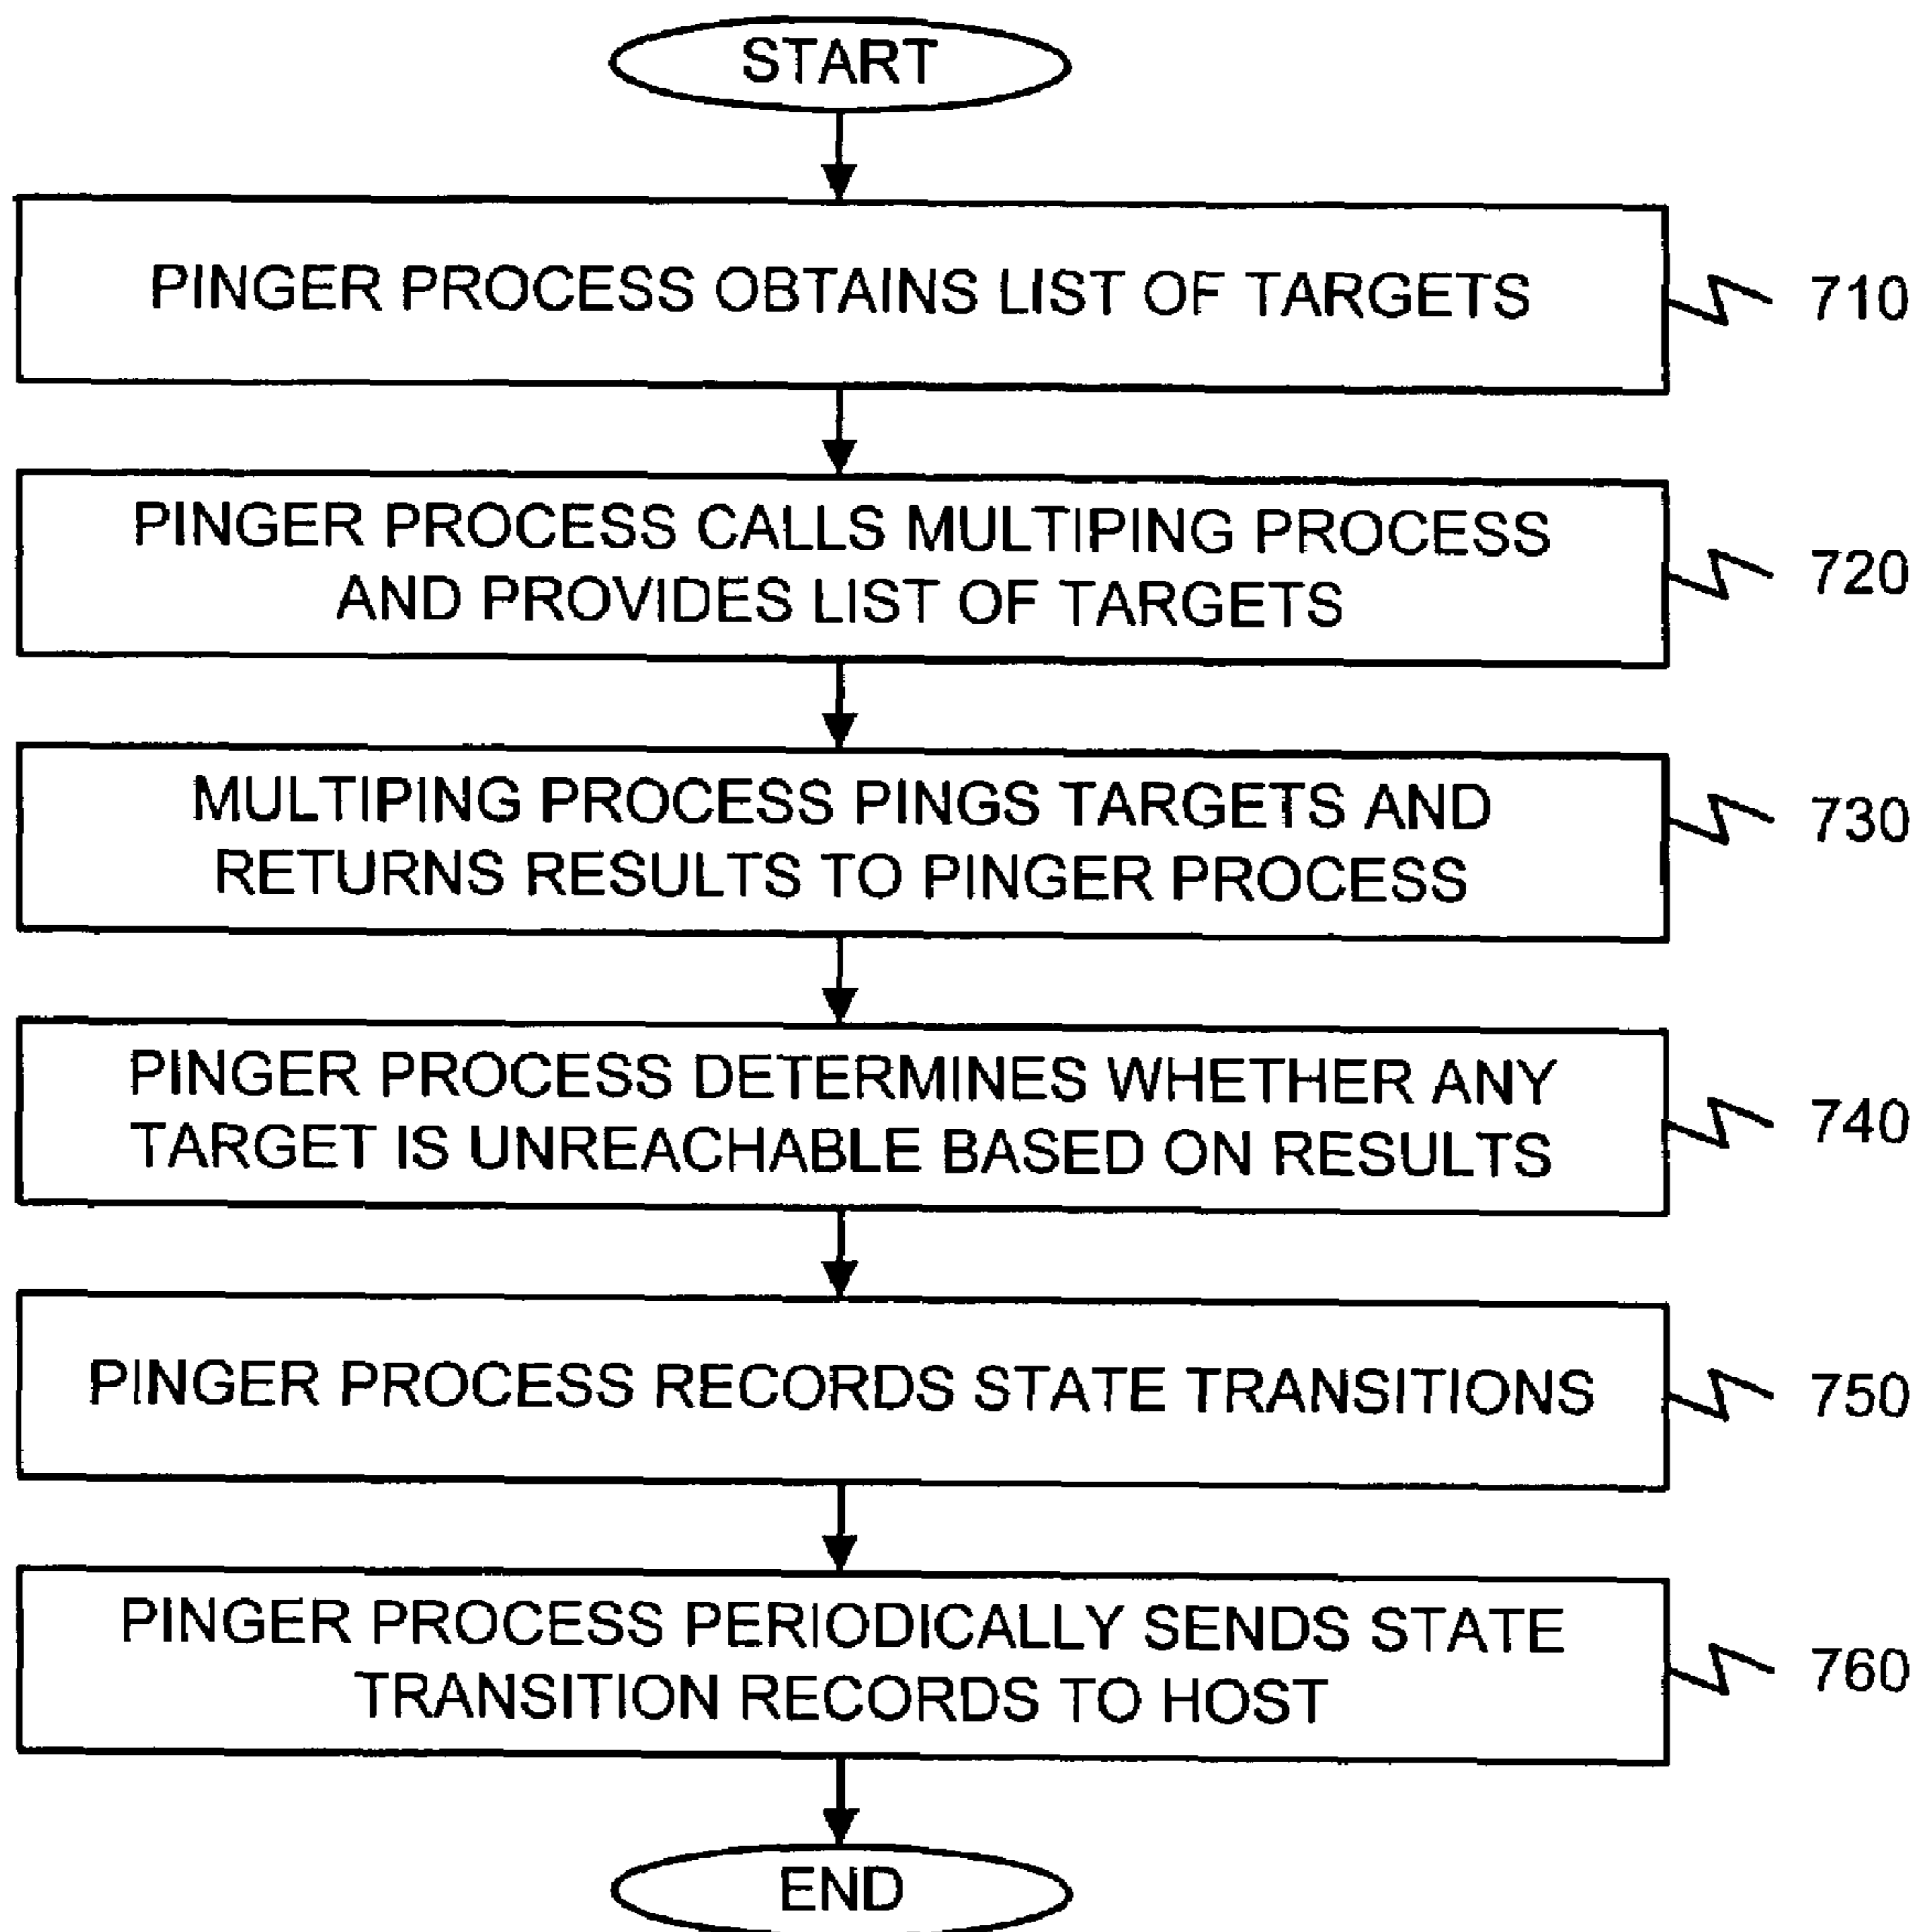 START
PINGER PROCESS OBTAINS LIST OF TARGETS
710
PINGER PROCESS CALLS MULTIPING PROCESS
AND PROVIDES LIST OF TARGETS
720
MULTIPING PROCESS PINGS TARGETS AND
RETURNS RESULTS TO PINGER PROCESS
730
PINGER PROCESS DETERMINES WHETHER ANY
TARGET IS UNREACHABLE BASED ON RESULTS
740
PINGER PROCESS RECORDS STATE TRANSITIONS
750
PINGER PROCESS PERIODICALLY SENDS STATE
TRANSITION RECORDS TO HOST
760
END